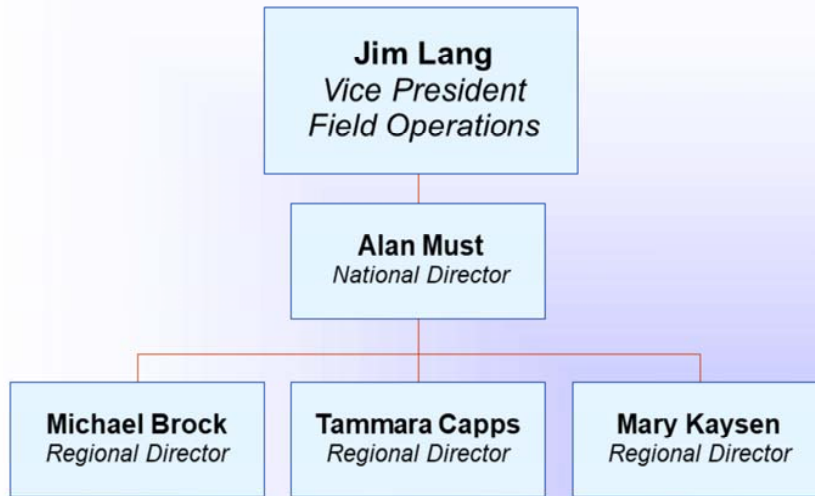 Jim Lang
Vice President
Field Operations
Alan Must
National Director
Michael Brock
Regional Director
Tammara Capps
Regional Director
Mary Kaysen
Regional Director